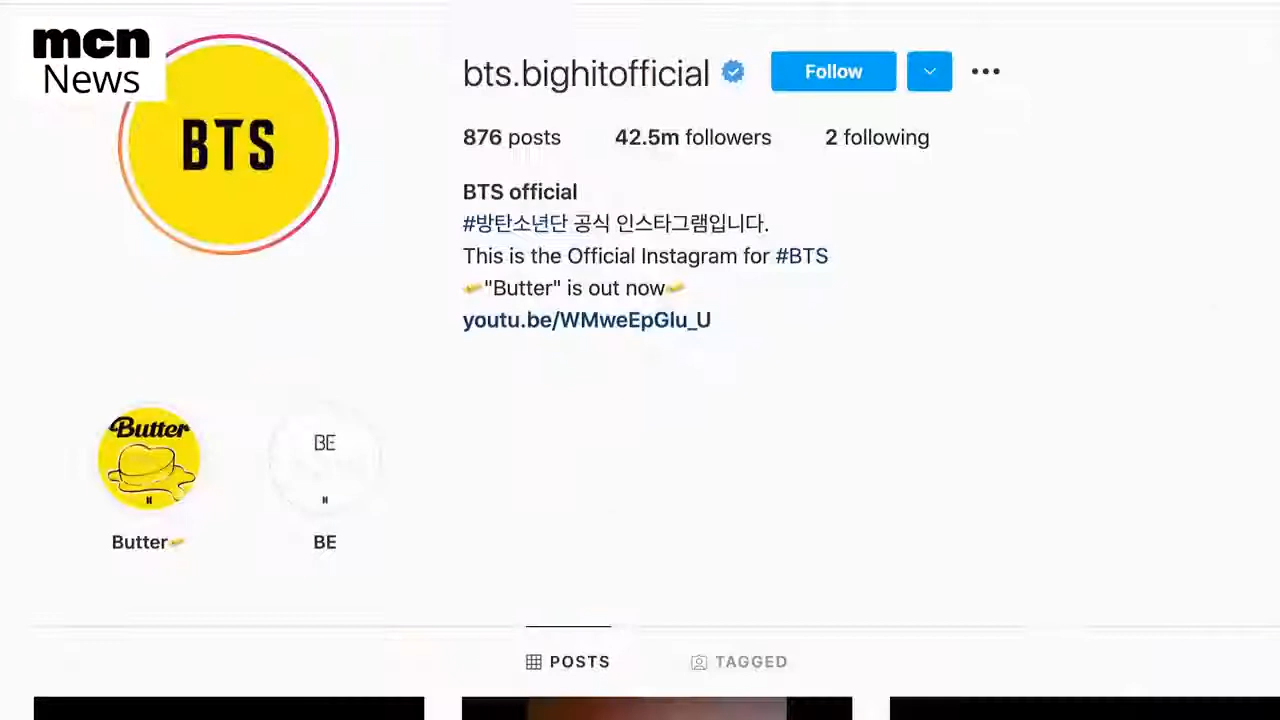 mcn
News
BTS
bts.bighitofficial
Follow
876 posts 42.5m followers 2 following
BTS official
#방탄소년단 공식 인스타그램입니다.
This is the Official Instagram for #BTS
🧈"Butter" is out now🧈
youtu.be/WMweEpGlu_U
Butter
BE
Butter🧈
BE
POSTS
TAGGED